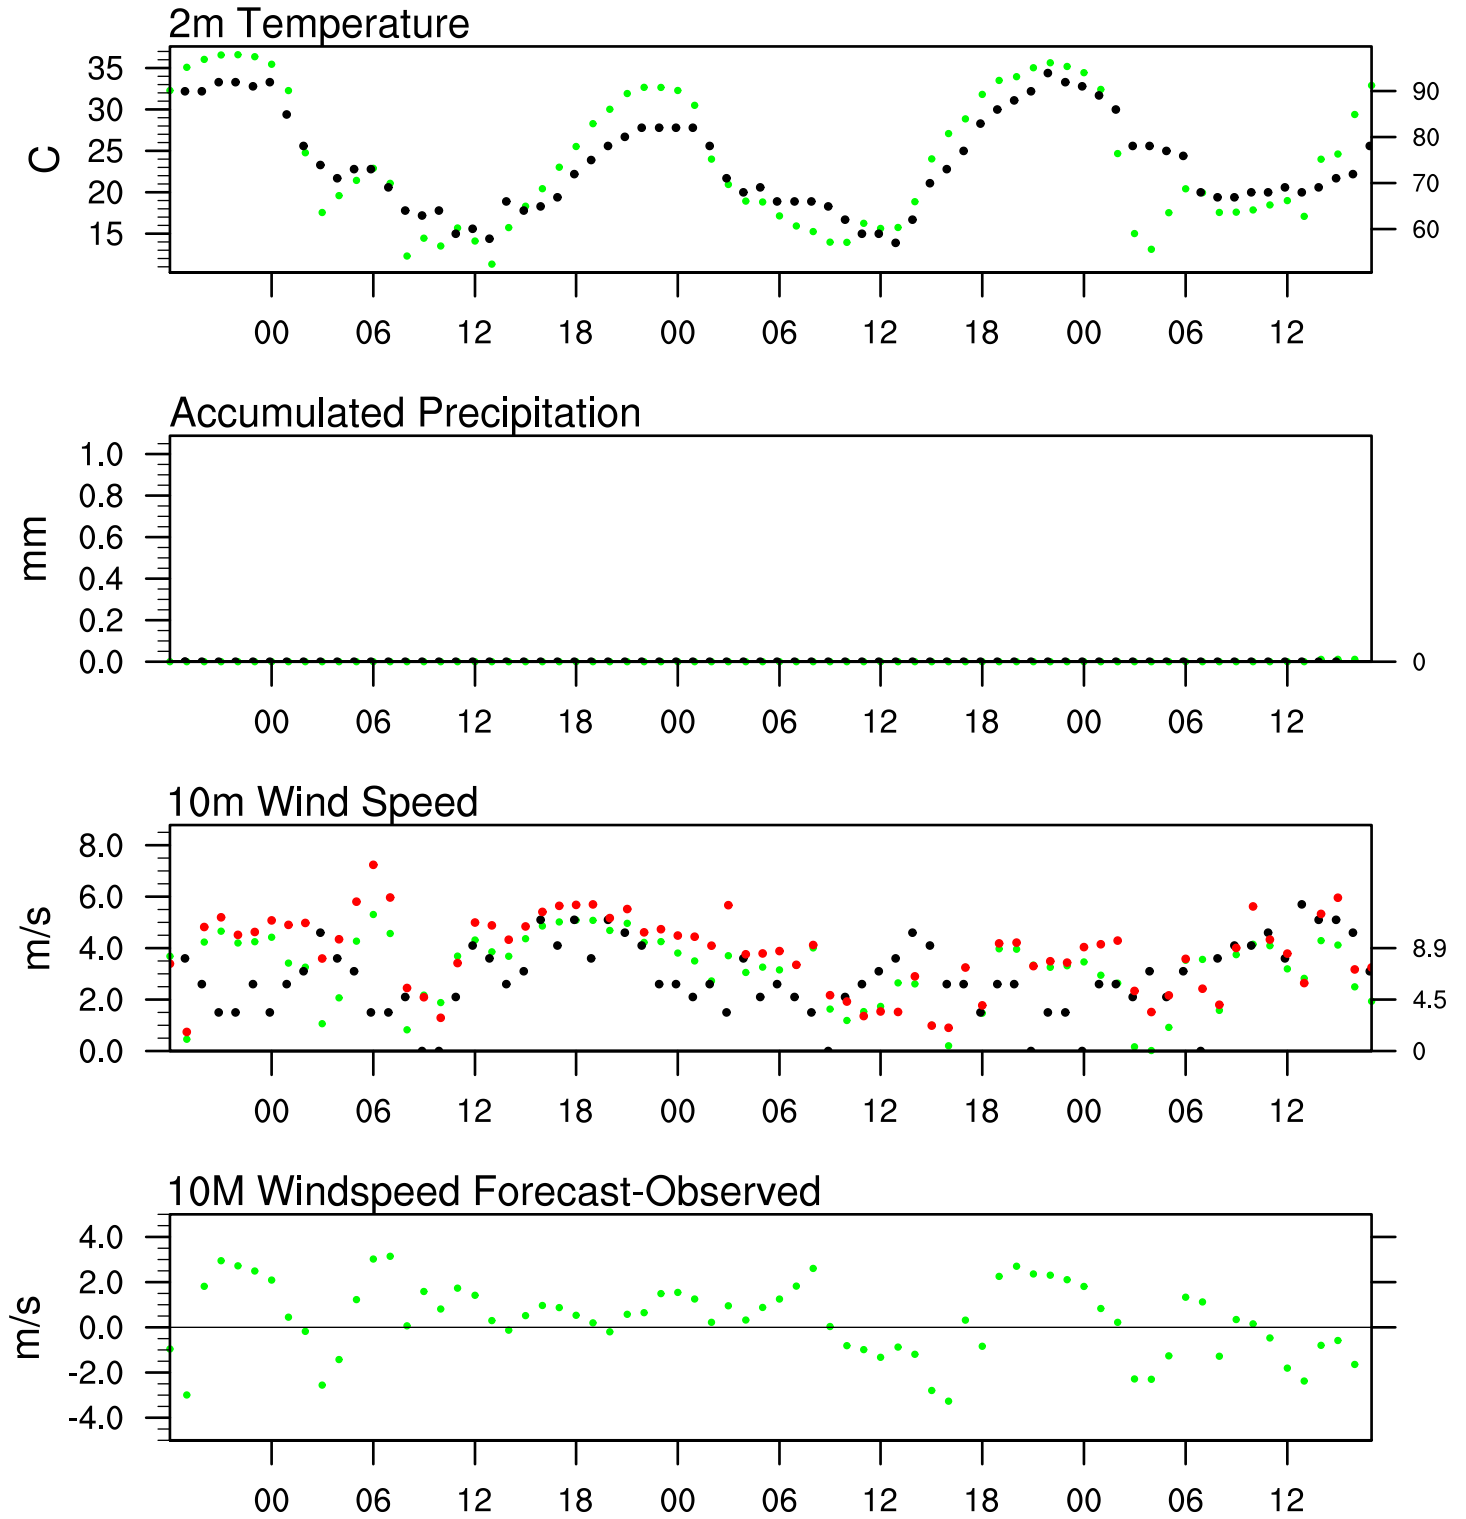 2m Temperature
35
30
25
20
15
C
90
80
70
60
00 06 12 18 00 06 12 18 00 06 12
Accumulated Precipitation
1.0
0.8
0.6
0.4
0.2
0.0
mm
0
00 06 12 18 00 06 12 18 00 06 12
10m Wind Speed
8.0
6.0
4.0
2.0
0.0
m/s
8.9
4.5
0
00 06 12 18 00 06 12 18 00 06 12
10M Windspeed Forecast-Observed
4.0
2.0
0.0
-2.0
-4.0
m/s
00 06 12 18 00 06 12 18 00 06 12